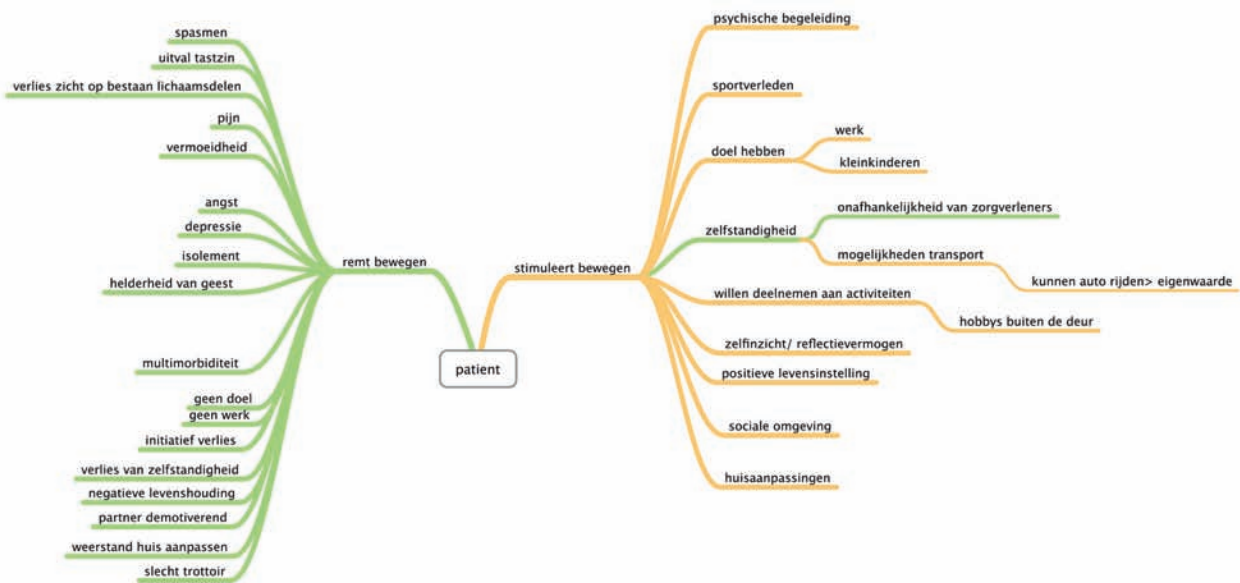 spasmen
uitval tastzin
verlies zicht op bestaan lichaamsdelen
pijn
vermoeidheid
angst
depressie
isolement
helderheid van geest
multimorbiditeit
geen doel
geen werk
initiatief verlies
verlies van zelfstandigheid
negatieve levenshouding
partner demotiverend
weerstand huis aanpassen
slecht trottoir
remt bewegen
patient
stimuleert bewegen
psychische begeleiding
sportverleden
doel hebben
werk
kleinkinderen
zelfstandigheid
onafhankelijkheid van zorgverleners
mogelijkheden transport
kunnen auto rijden> eigenwaarde
willen deelnemen aan activiteiten
hobbys buiten de deur
zelfinzicht/ reflectievermogen
positieve levensinstelling
sociale omgeving
huisaanpassingen